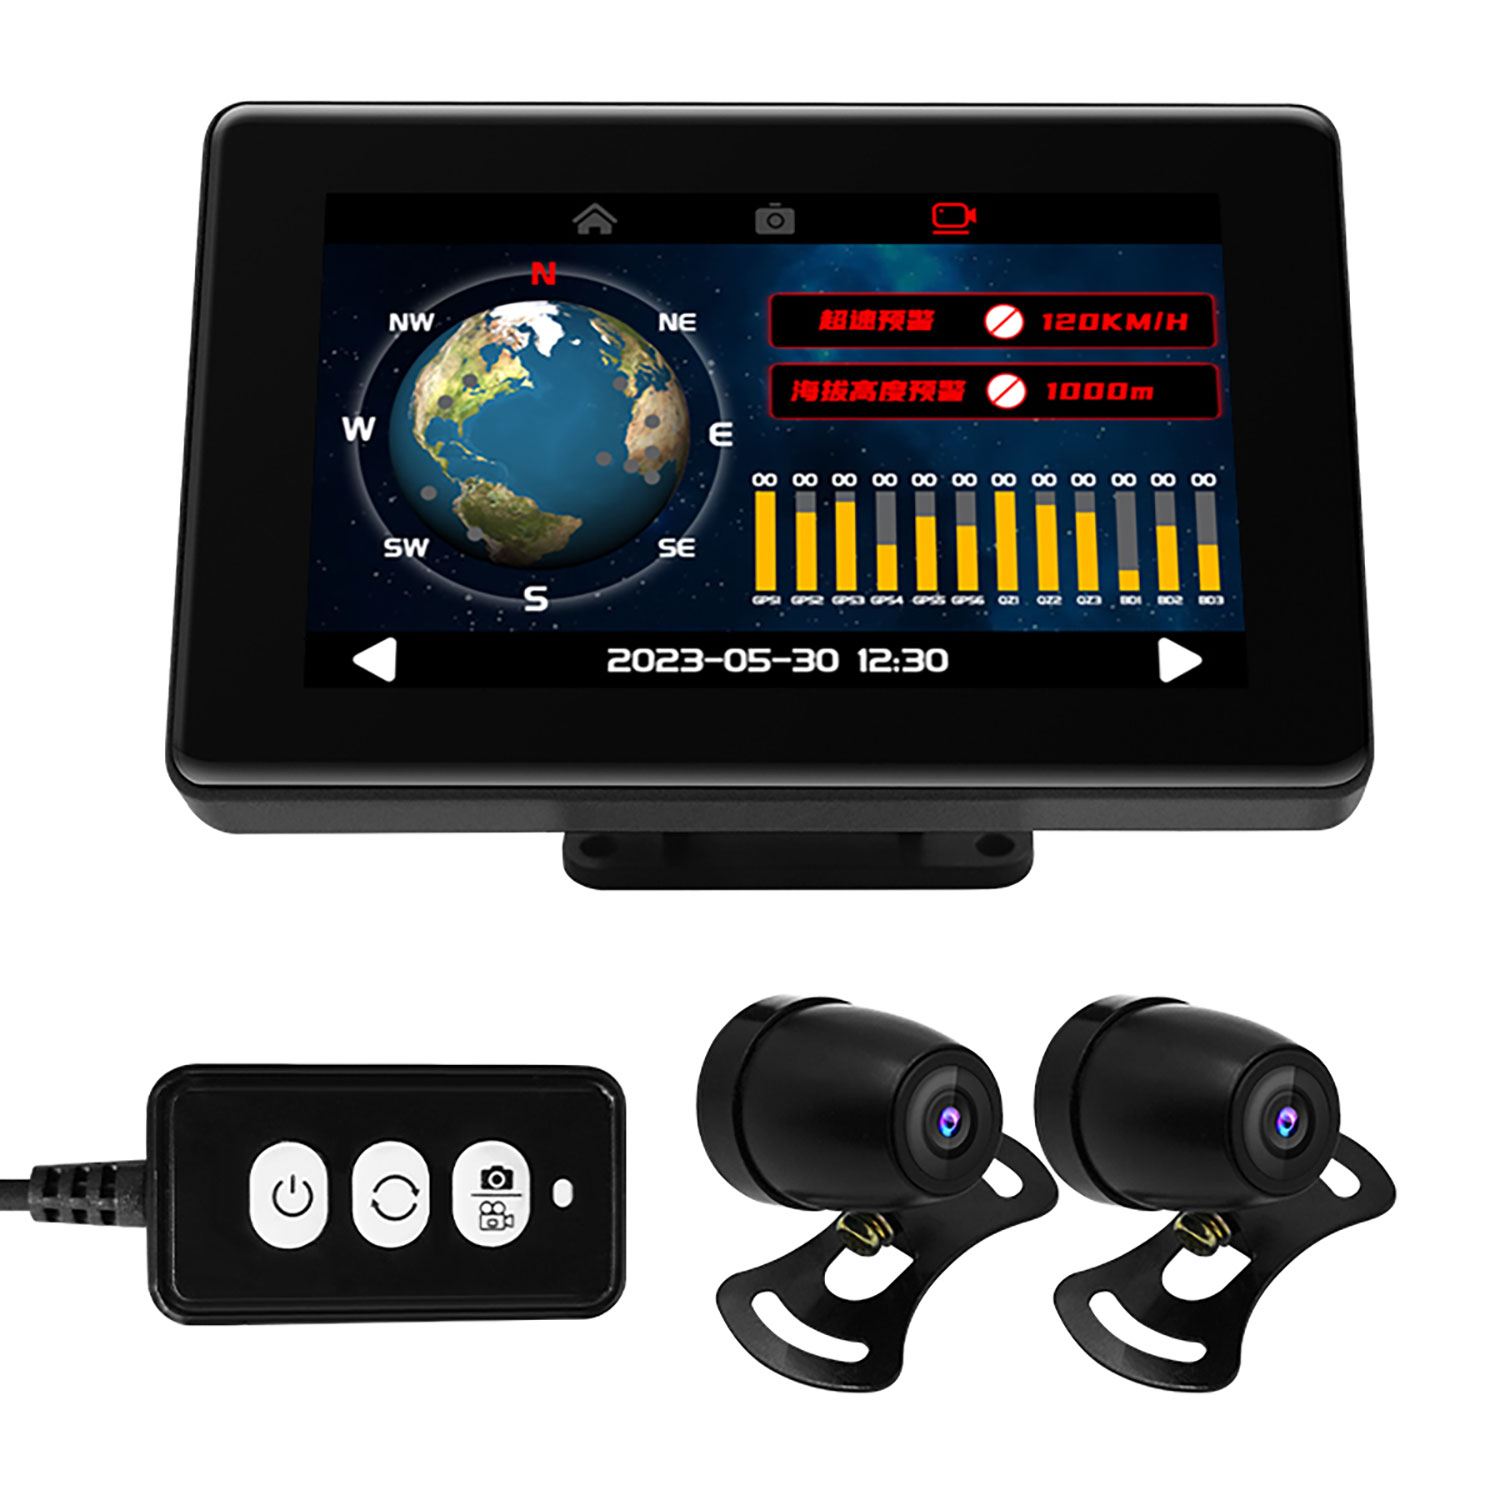 N
NW NE
W E
SW SE
S
超速预警 120KM/H
海拔高度预警 1000m
00 00 00 00 00 00 00 00 00 00 00 00
GPS1 GPS2 GPS3 GPS4 GPS5 GPS6 QZ1 QZ2 QZ3 BD1 BD2 BD3
2023-05-30 12:30